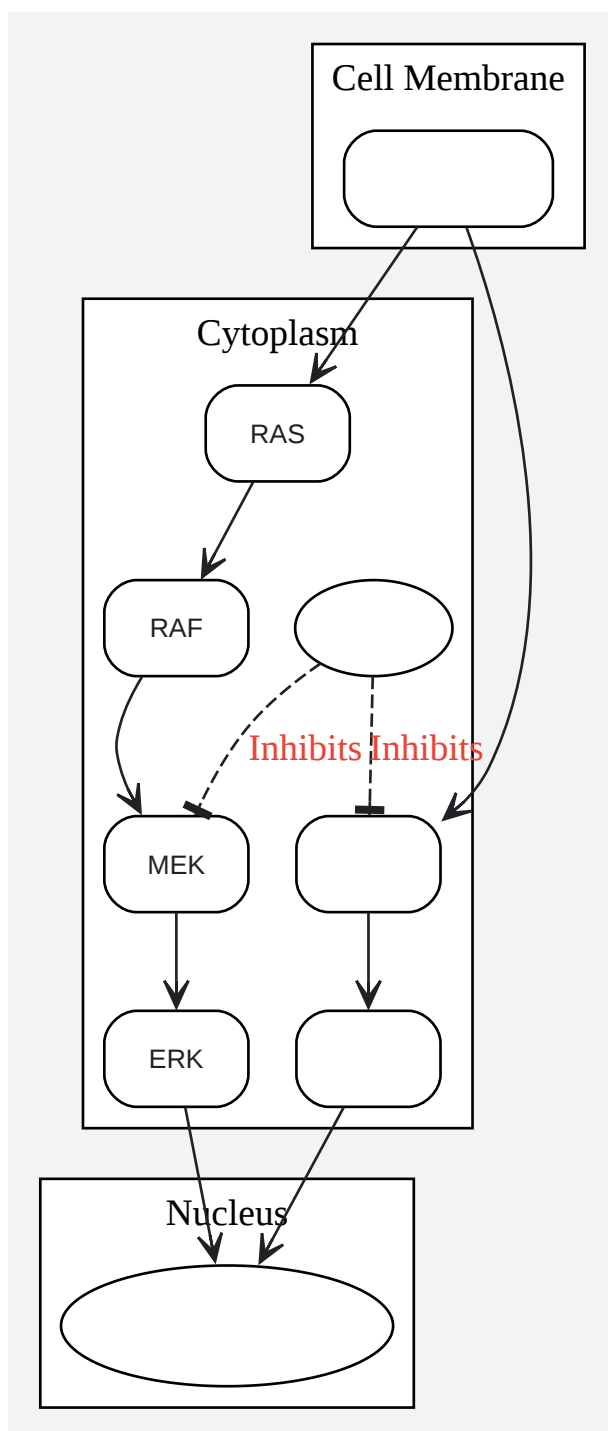 Cell Membrane
Cytoplasm
RAS
RAF
Inhibits
Inhibits
MEK
ERK
Nucleus